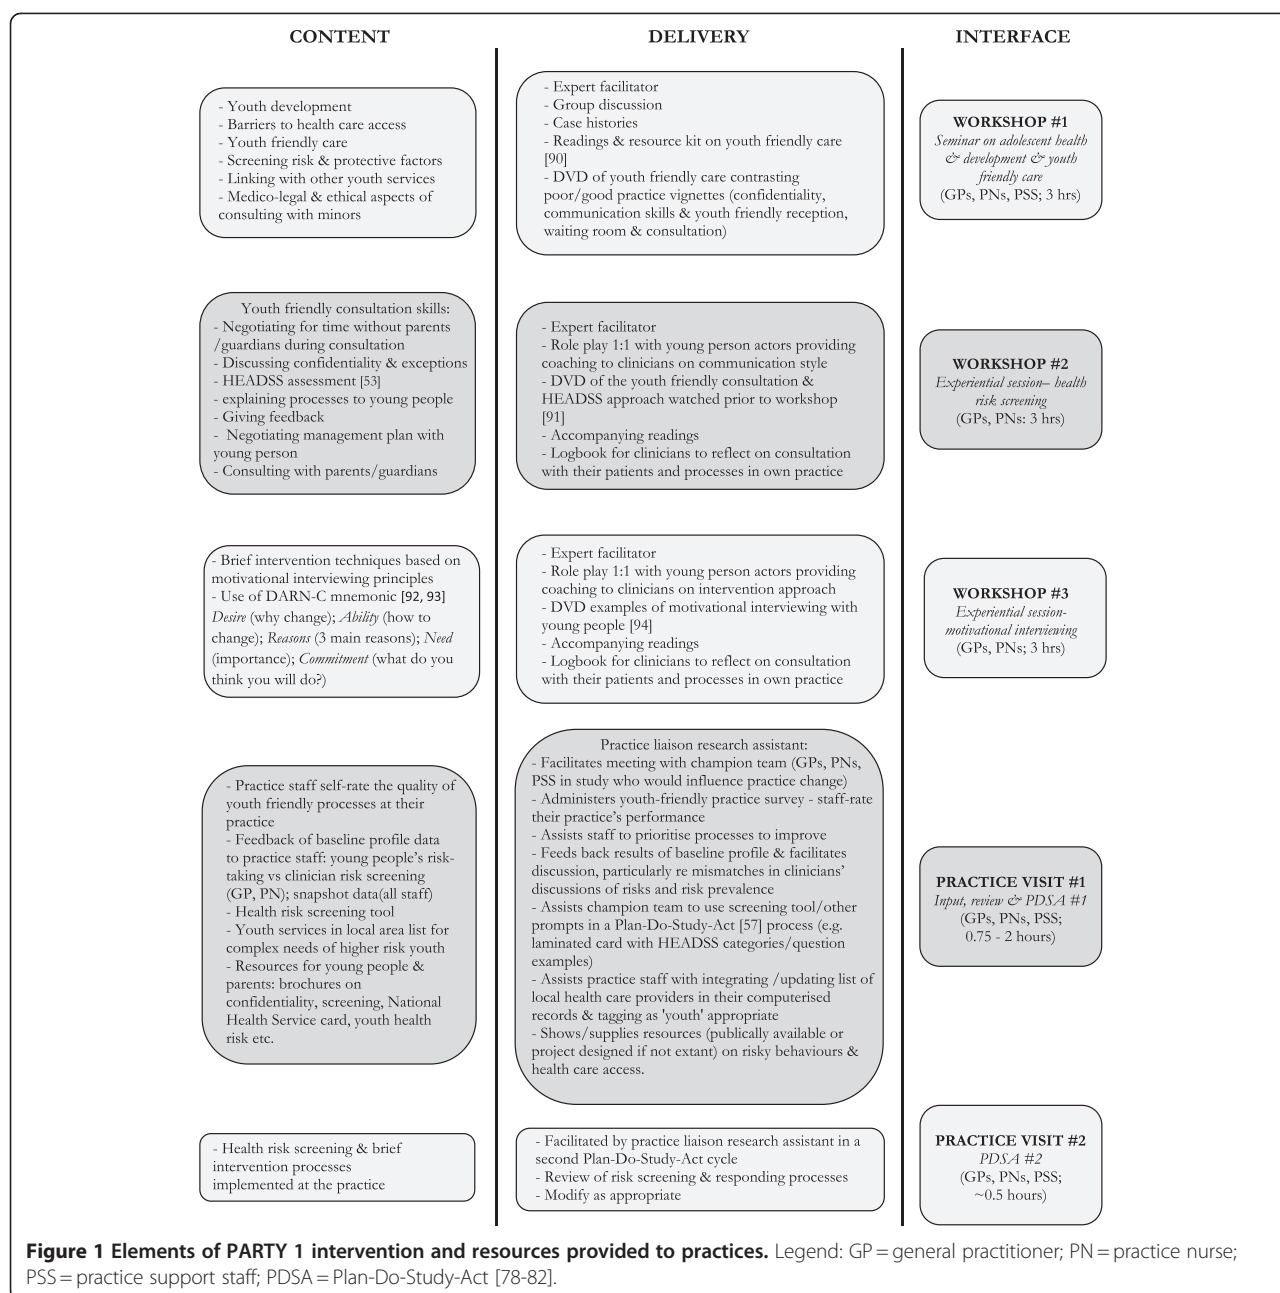 CONTENT
DELIVERY
INTERFACE
- Youth development
- Barriers to health care access
- Youth friendly care
- Screening risk & protective factors
- Linking with other youth services
- Medico-legal & ethical aspects of
consulting with minors
- Expert facilitator
- Group discussion
- Case histories
- Readings & resource kit on youth friendly care
[90]
- DVD of youth friendly care contrasting
poor/good practice vignettes (confidentiality,
communication skills & youth friendly reception,
waiting room & consultation)
WORKSHOP #1
Seminar on adolescent health
& development & youth
friendly care
(GPs, PNs, PSS; 3 hrs)
Youth friendly consultation skills:
- Negotiating for time without parents
/guardians during consultation
- Discussing confidentiality & exceptions
- HEADSS assessment [53]
- explaining processes to young people
- Giving feedback
- Negotiating management plan with
young person
- Consulting with parents/guardians
- Expert facilitator
- Role play 1:1 with young person actors providing
coaching to clinicians on communication style
- DVD of the youth friendly consultation &
HEADSS approach watched prior to workshop
[91]
- Accompanying readings
- Logbook for clinicians to reflect on consultation
with their patients and processes in own practice
WORKSHOP #2
Experiential session– health
risk screening
(GPs, PNs: 3 hrs)
- Brief intervention techniques based on
motivational interviewing principles
- Use of DARN-C mnemonic [92, 93]
Desire (why change); Ability (how to
change); Reasons (3 main reasons); Need
(importance); Commitment (what do you
think you will do?)
- Expert facilitator
- Role play 1:1 with young person actors providing
coaching to clinicians on intervention approach
- DVD examples of motivational interviewing with
young people [94]
- Accompanying readings
- Logbook for clinicians to reflect on consultation
with their patients and processes in own practice
WORKSHOP #3
Experiential session-
motivational interviewing
(GPs, PNs; 3 hrs)
- Practice staff self-rate the quality of
youth friendly processes at their
practice
- Feedback of baseline profile data
to practice staff: young people's risk-
taking vs clinician risk screening
(GP, PN); snapshot data(all staff)
- Health risk screening tool
- Youth services in local area list for
complex needs of higher risk youth
- Resources for young people &
parents: brochures on
confidentiality, screening, National
Health Service card, youth health
risk etc.
Practice liaison research assistant:
- Facilitates meeting with champion team (GPs, PNs,
PSS in study who would influence practice change)
- Administers youth-friendly practice survey - staff-rate
their practice's performance
- Assists staff to prioritise processes to improve
- Feeds back results of baseline profile & facilitates
discussion, particularly re mismatches in clinicians'
discussions of risks and risk prevalence
- Assists champion team to use screening tool/other
prompts in a Plan-Do-Study-Act [57] process (e.g.
laminated card with HEADSS categories/question
examples)
- Assists practice staff with integrating /updating list of
local health care providers in their computerised
records & tagging as 'youth' appropriate
- Shows/supplies resources (publically available or
project designed if not extant) on risky behaviours &
health care access.
PRACTICE VISIT #1
Input, review & PDSA #1
(GPs, PNs, PSS;
0.75 - 2 hours)
- Health risk screening & brief
intervention processes
implemented at the practice
- Facilitated by practice liaison research assistant in a
second Plan-Do-Study-Act cycle
- Review of risk screening & responding processes
- Modify as appropriate
PRACTICE VISIT #2
PDSA #2
(GPs, PNs, PSS;
~0.5 hours)
Figure 1 Elements of PARTY 1 intervention and resources provided to practices. Legend: GP = general practitioner; PN = practice nurse;
PSS = practice support staff; PDSA = Plan-Do-Study-Act [78-82].